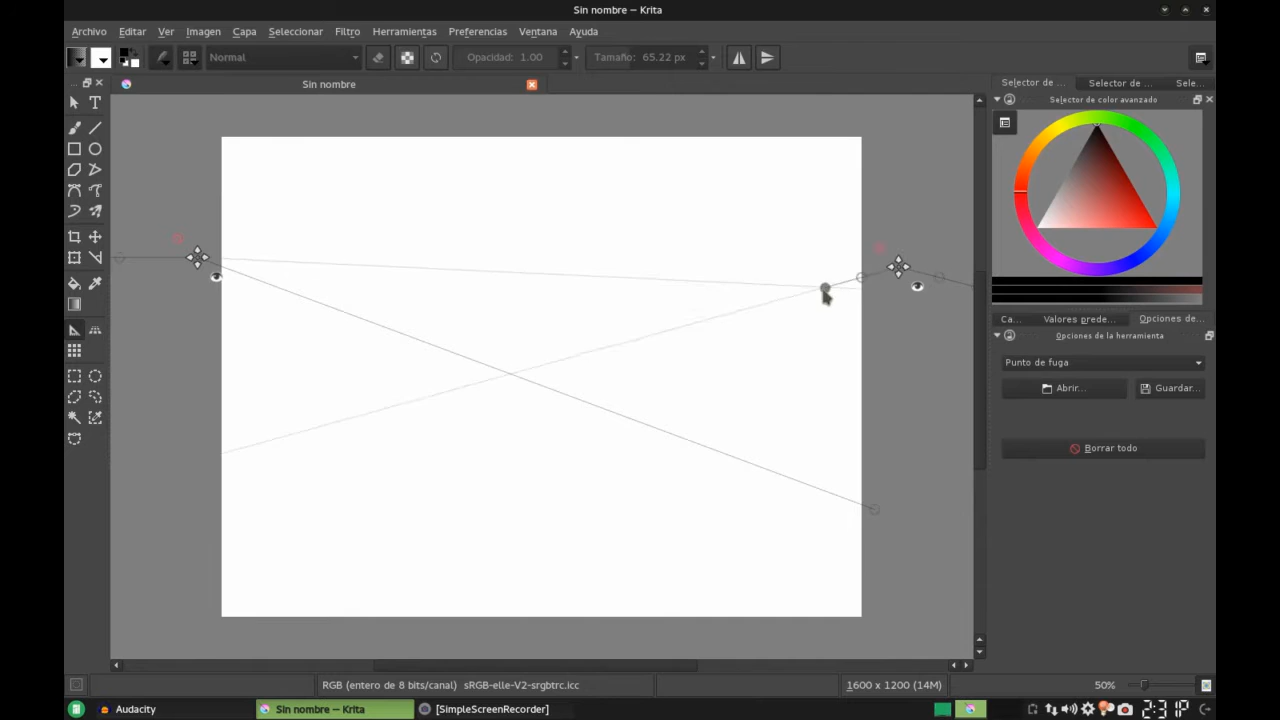 Sin nombre – Krita
Archivo Editar Ver Imagen Capa Seleccionar Filtro Herramientas Preferencias Ventana Ayuda
Normal Opacidad: 1.00 Tamaño: 65.22 px
Sin nombre
Selector de ... Selector de ... Sele...
Selector de color avanzado
Ca... Valores prede... Opciones de...
Opciones de la herramienta
Punto de fuga
Abrir... Guardar...
Borrar todo
RGB (entero de 8 bits/canal) sRGB-elle-V2-srgbtrc.icc 1600 x 1200 (14M) 50%
Audacity Sin nombre – Krita [SimpleScreenRecorder] 2:31P